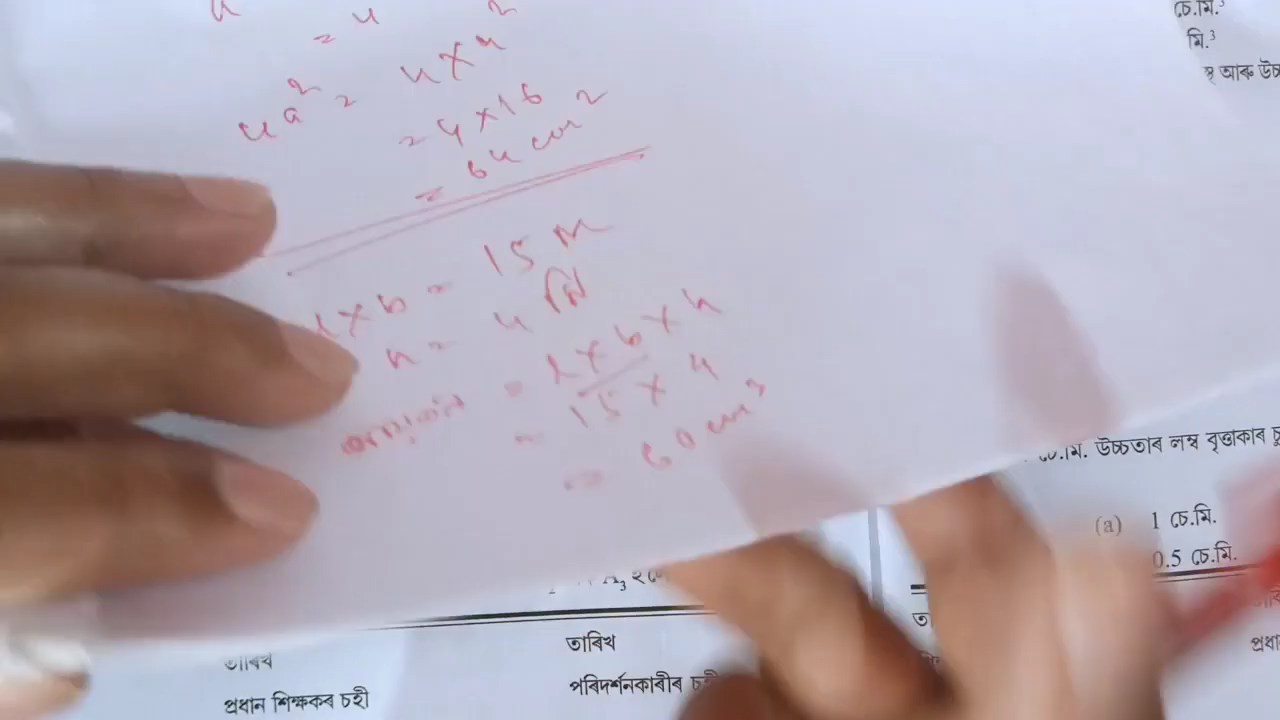 = 4
4a² = 4×4²
= 4×16
= 64 cm²
l×b = 15 m
h = 4 মি
আয়তন = l×b×h
= 15×4
= 60 cm³
চে.মি.³
মি.³
আৰু উচ্চ
চে.মি. উচ্চতাৰ লম্ব বৃত্তাকাৰ
(a) 1 চে.মি.
0.5 চে.মি.
তাৰিখ
তাৰিখ
প্ৰধান শিক্ষকৰ চহী
পৰিদৰ্শনকাৰীৰ চহী